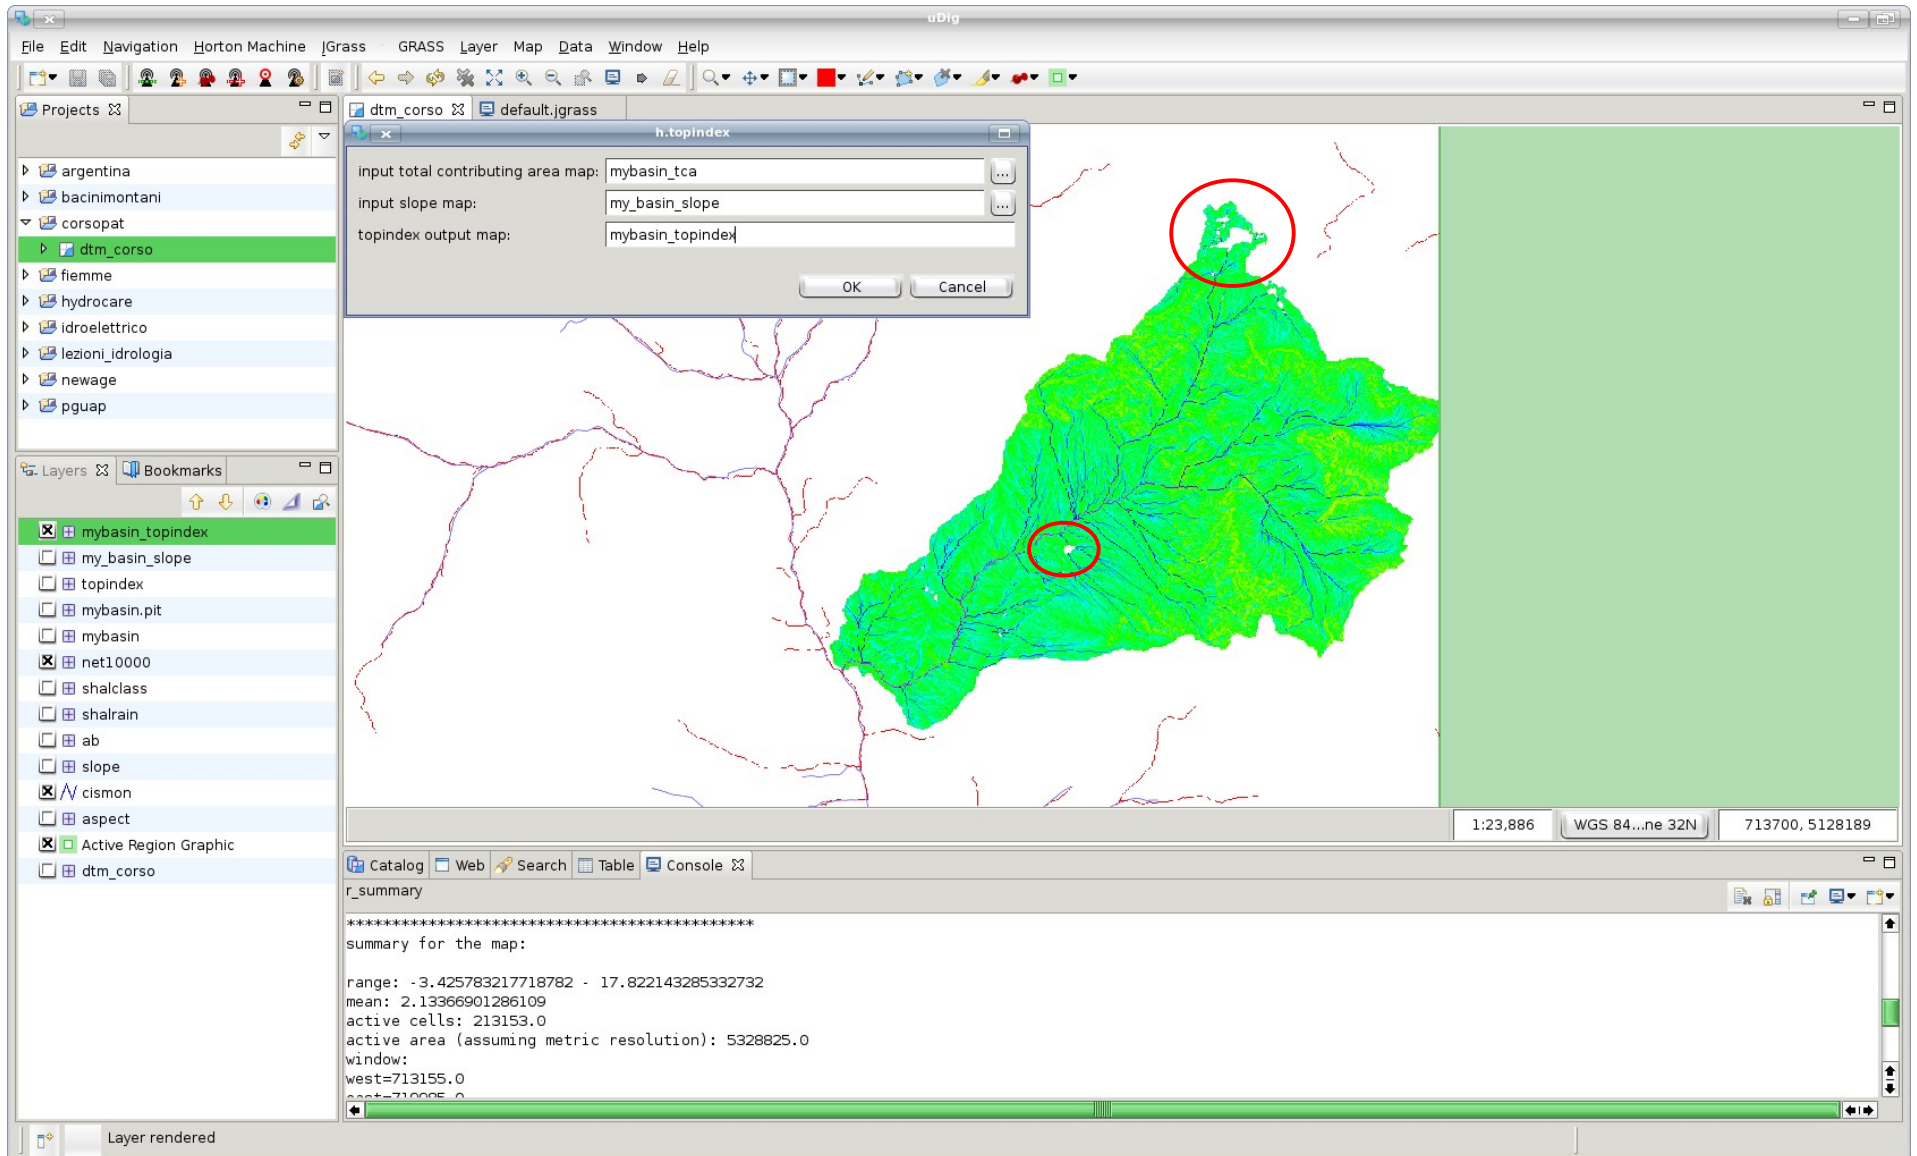 uDig
File Edit Navigation Horton Machine JGrass GRASS Layer Map Data Window Help
Projects
dtm_corso
default.jgrass
h.topindex
input total contributing area map: mybasin_tca ...
input slope map: my_basin_slope ...
topindex output map: mybasin_topindex
OK Cancel
argentina
bacinimontani
corsopat
dtm_corso
fiemme
hydrocare
idroelettrico
lezioni_idrologia
newage
pguap
Layers Bookmarks
mybasin_topindex
my_basin_slope
topindex
mybasin.pit
mybasin
net10000
shalclass
shalrain
ab
slope
cismon
aspect
Active Region Graphic
dtm_corso
1:23,886 WGS 84...ne 32N 713700, 5128189
Catalog Web Search Table Console
r_summary
*********************************************
summary for the map:
range: -3.425783217718782 - 17.822143285332732
mean: 2.13366901286109
active cells: 213153.0
active area (assuming metric resolution): 5328825.0
window:
west=713155.0
Layer rendered